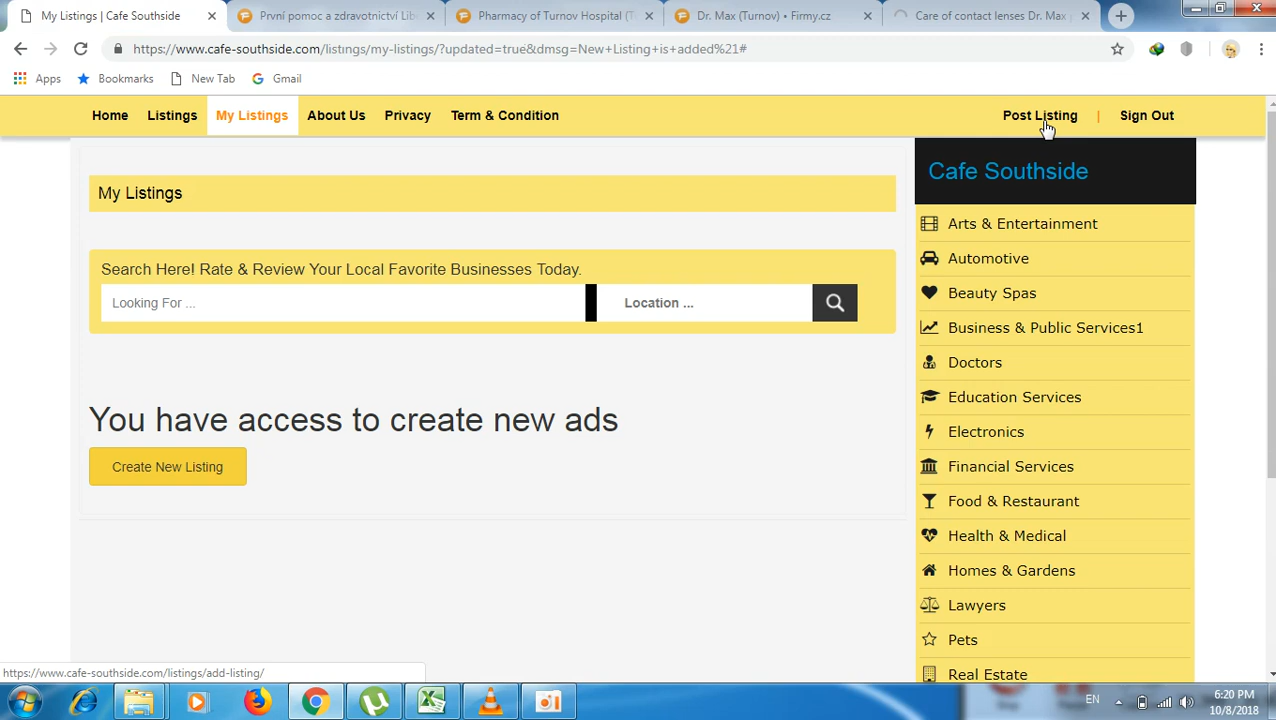 My Listings | Cafe Southside
První pomoc a zdravotnictví Lib
Pharmacy of Turnov Hospital (T
Dr. Max (Turnov) • Firmy.cz
Care of contact lenses Dr. Max
https://www.cafe-southside.com/listings/my-listings/?updated=true&dmsg=New+Listing+is+added%21#
Apps
Bookmarks
New Tab
Gmail
Home
Listings
My Listings
About Us
Privacy
Term & Condition
Post Listing
|
Sign Out
My Listings
Search Here! Rate & Review Your Local Favorite Businesses Today.
Looking For ...
Location ...
You have access to create new ads
Create New Listing
Cafe Southside
Arts & Entertainment
Automotive
Beauty Spas
Business & Public Services1
Doctors
Education Services
Electronics
Financial Services
Food & Restaurant
Health & Medical
Homes & Gardens
Lawyers
Pets
Real Estate
https://www.cafe-southside.com/listings/add-listing/
EN
6:20 PM
10/8/2018